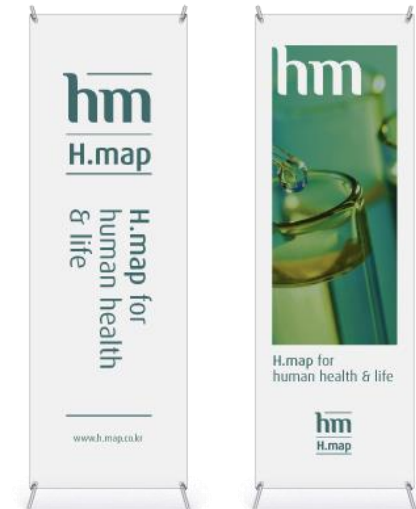 hm
H.map
H.map for
human health
& life
www.h.map.co.kr
hm
H.map for
human health & life
hm
H.map